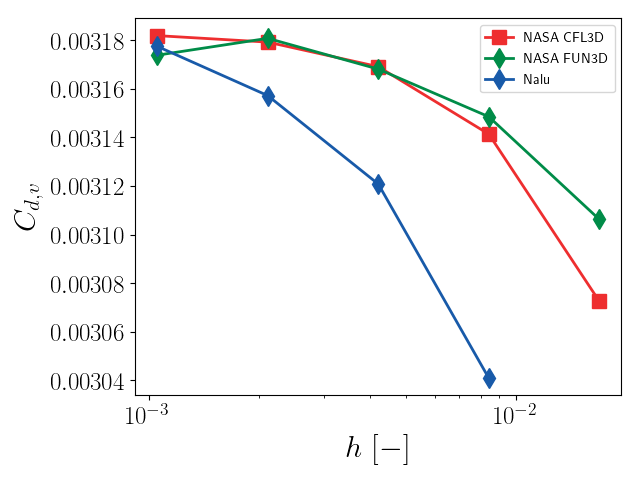 0.00318
0.00316
0.00314
0.00312
0.00310
0.00308
0.00306
0.00304
C_{d,v}
10^{-3}
10^{-2}
h [−]
NASA CFL3D
NASA FUN3D
Nalu